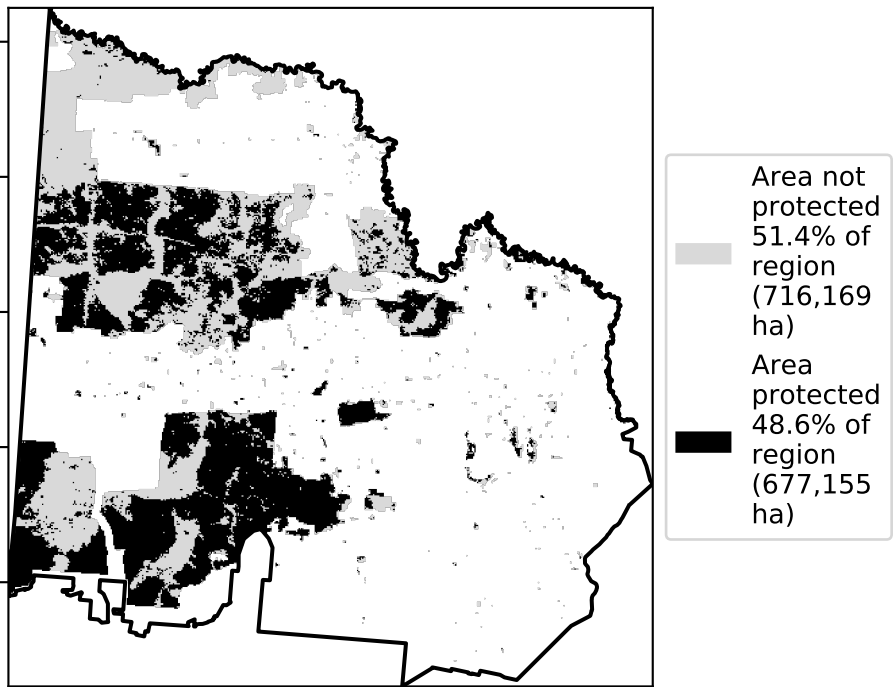 Area not
protected
51.4% of
region
(716,169
ha)
Area
protected
48.6% of
region
(677,155
ha)